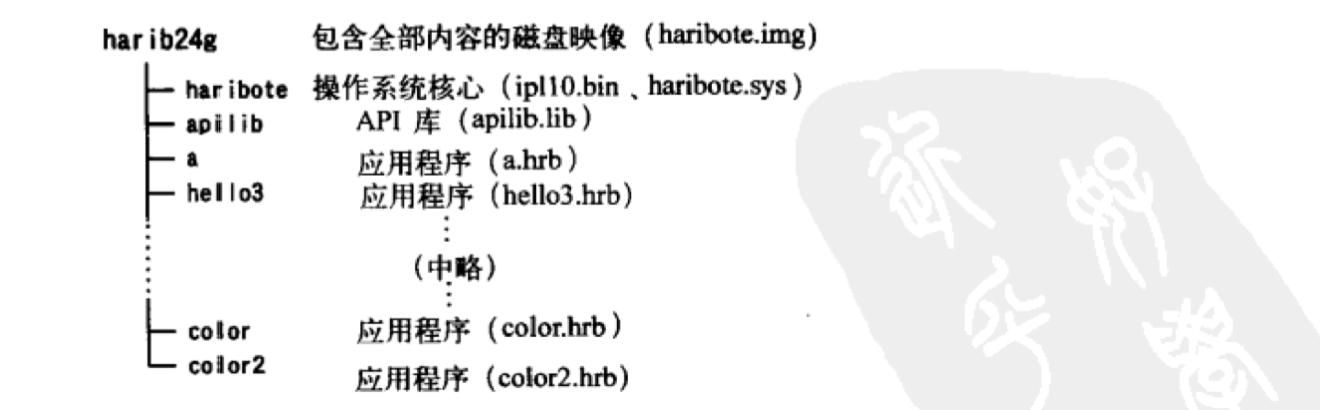 harib24g 包含全部内容的磁盘映像（haribote.img）
haribote 操作系统核心（ipl10.bin、haribote.sys）
apilib API 库（apilib.lib）
a 应用程序（a.hrb）
hello3 应用程序（hello3.hrb）
（中略）
color 应用程序（color.hrb）
color2 应用程序（color2.hrb）